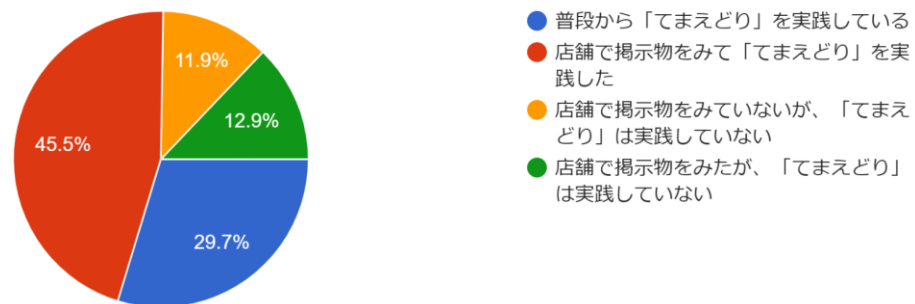 11.9%
12.9%
45.5%
29.7%
普段から「てまえどり」を実践している
店舗で掲示物をみて「てまえどり」を実
践した
店舗で掲示物をみていないが、「てまえ
どり」は実践していない
店舗で掲示物をみたが、「てまえどり」
は実践していない